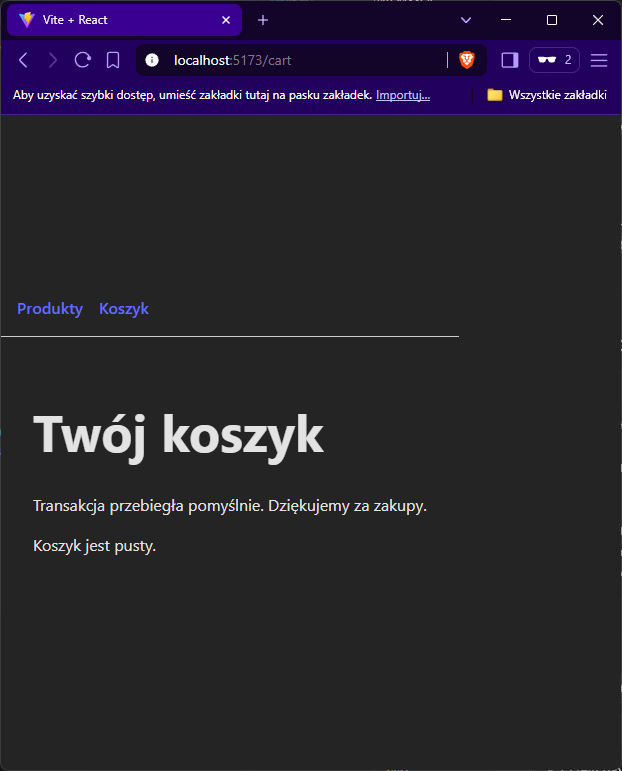 Vite + React
localhost:5173/cart
2
Aby uzyskać szybki dostęp, umieść zakładki tutaj na pasku zakładek. Importuj...
Wszystkie zakładki
Produkty Koszyk
Twój koszyk
Transakcja przebiegła pomyślnie. Dziękujemy za zakupy.
Koszyk jest pusty.